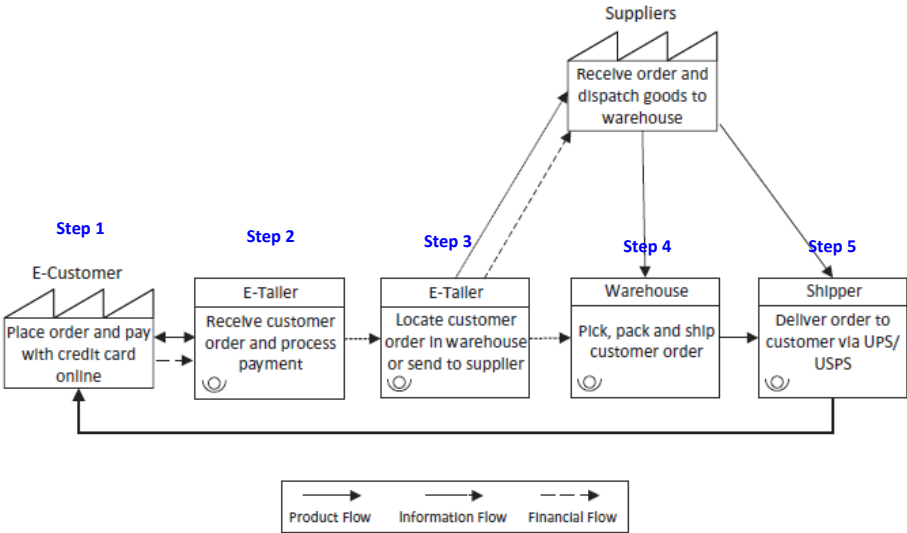 Suppliers
Receive order and
dispatch goods to
warehouse
Step 1
Step 2
Step 3
Step 4
Step 5
E-Customer
Place order and pay
with credit card
online
E-Taller
Receive customer
order and process
payment
E-Taller
Locate customer
order in warehouse
or send to supplier
Warehouse
Pick, pack and ship
customer order
Shipper
Deliver order to
customer via UPS/
USPS
Product Flow
Information Flow
Financial Flow